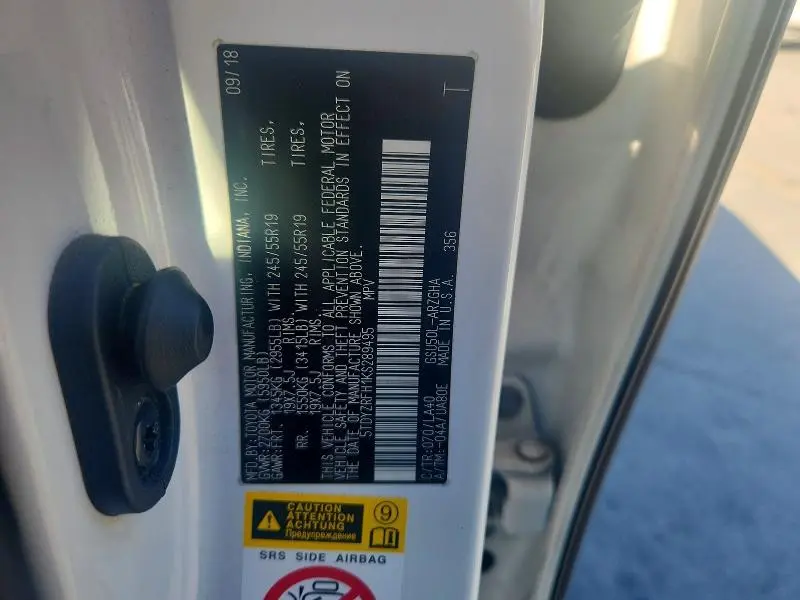 MFD.BY:TOYOTA MOTOR MANUFACTURING, INDIANA, INC. 09/18
GVWR:2700KG (5950LB)
GAWR:FRT. 1345KG (2955LB) WITH 245/55R19 TIRES,
19X7.5J RIMS.
RR. 1550KG (3415LB) WITH 245/55R19 TIRES,
19X7.5J RIMS.
THIS VEHICLE CONFORMS TO ALL APPLICABLE FEDERAL MOTOR
VEHICLE SAFETY AND THEFT PREVENTION STANDARDS IN EFFECT ON
THE DATE OF MANUFACTURE SHOWN ABOVE.
5TDYZRFH1KS289495 MPV
C/TR:070/LA40 GSU50L-ARZGHA 356
A/TM:-04A/UA80E MADE IN U.S.A. T
CAUTION
ATTENTION
ACHTUNG
Предупреждение
9
SRS SIDE AIRBAG